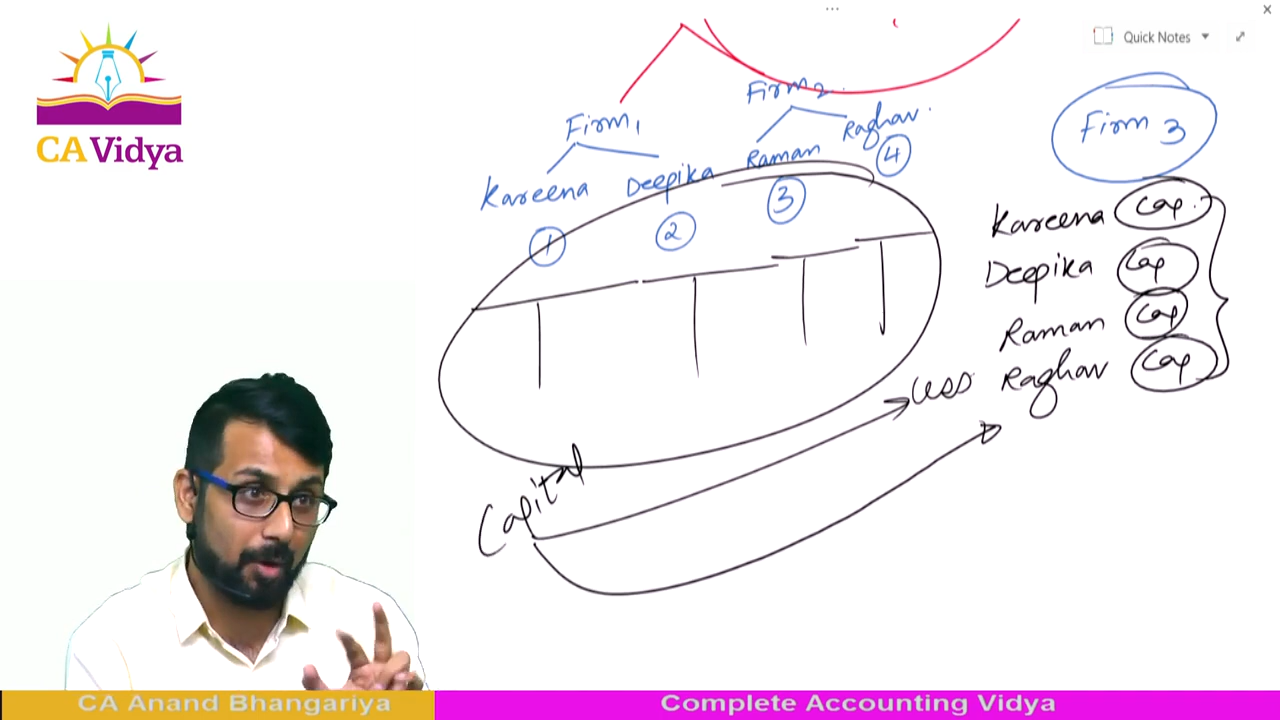 ...
Quick Notes
CA Vidya
Firm 1
Firm 2
Kareena
Deepika
Raman
Raghav
1
2
3
4
Firm 3
Kareena Cap.
Deepika Cap
Raman Cap
Raghav Cap
Less
Capital
CA Anand Bhangariya
Complete Accounting Vidya